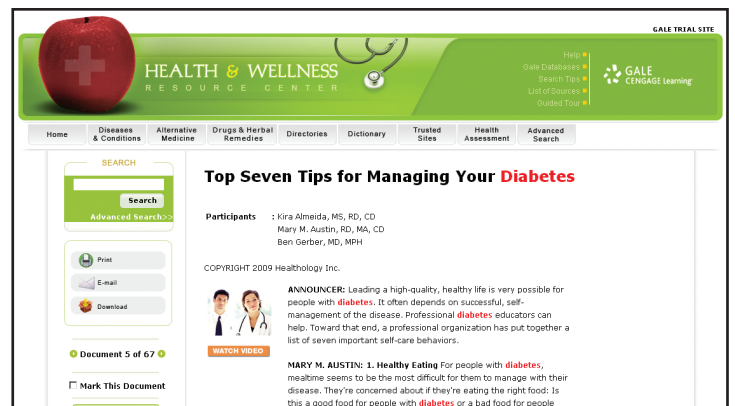 GALE TRIAL SITE
HEALTH & WELLNESS
RESOURCE CENTER
Help
Gale Databases
Search Tips
List of Sources
Guided Tour
GALE
CENGAGE Learning
Home
Diseases
& Conditions
Alternative
Medicine
Drugs & Herbal
Remedies
Directories
Dictionary
Trusted
Sites
Health
Assessment
Advanced
Search
SEARCH
Search
Advanced Search>>
Print
E-mail
Download
Document 5 of 67
Mark This Document
Top Seven Tips for Managing Your Diabetes
Participants : Kira Almeida, MS, RD, CD
Mary M. Austin, RD, MA, CD
Ben Gerber, MD, MPH
COPYRIGHT 2009 Healthology Inc.
WATCH VIDEO
ANNOUNCER: Leading a high-quality, healthy life is very possible for
people with diabetes. It often depends on successful, self-
management of the disease. Professional diabetes educators can
help. Toward that end, a professional organization has put together a
list of seven important self-care behaviors.
MARY M. AUSTIN: 1. Healthy Eating For people with diabetes,
mealtime seems to be the most difficult for them to manage with their
disease. They're concerned about if they're eating the right food: Is
this a good food for people with diabetes or a bad food for people